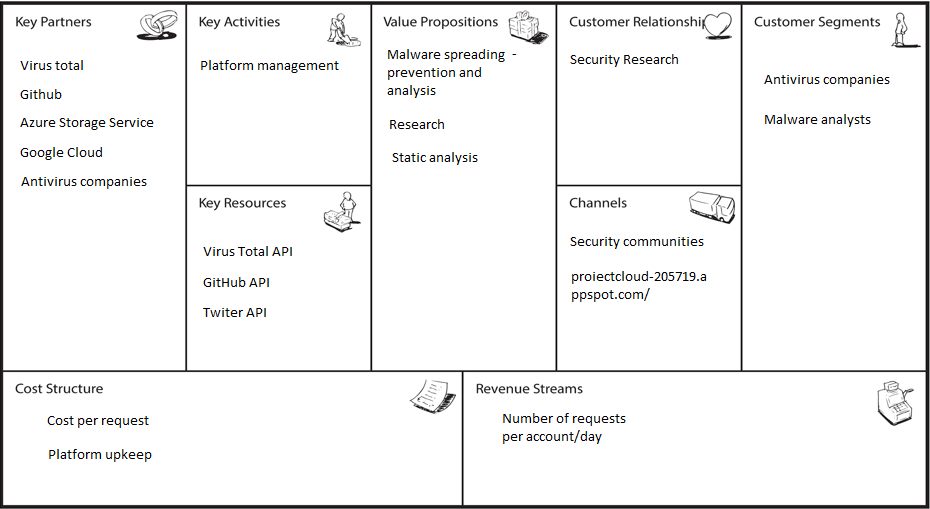 Key Partners
Virus total
Github
Azure Storage Service
Google Cloud
Antivirus companies
Key Activities
Platform management
Key Resources
Virus Total API
GitHub API
Twiter API
Value Propositions
Malware spreading -
prevention and
analysis
Research
Static analysis
Customer Relationship
Security Research
Channels
Security communities
proiectcloud-205719.a
ppspot.com/
Customer Segments
Antivirus companies
Malware analysts
Cost Structure
Cost per request
Platform upkeep
Revenue Streams
Number of requests
per account/day